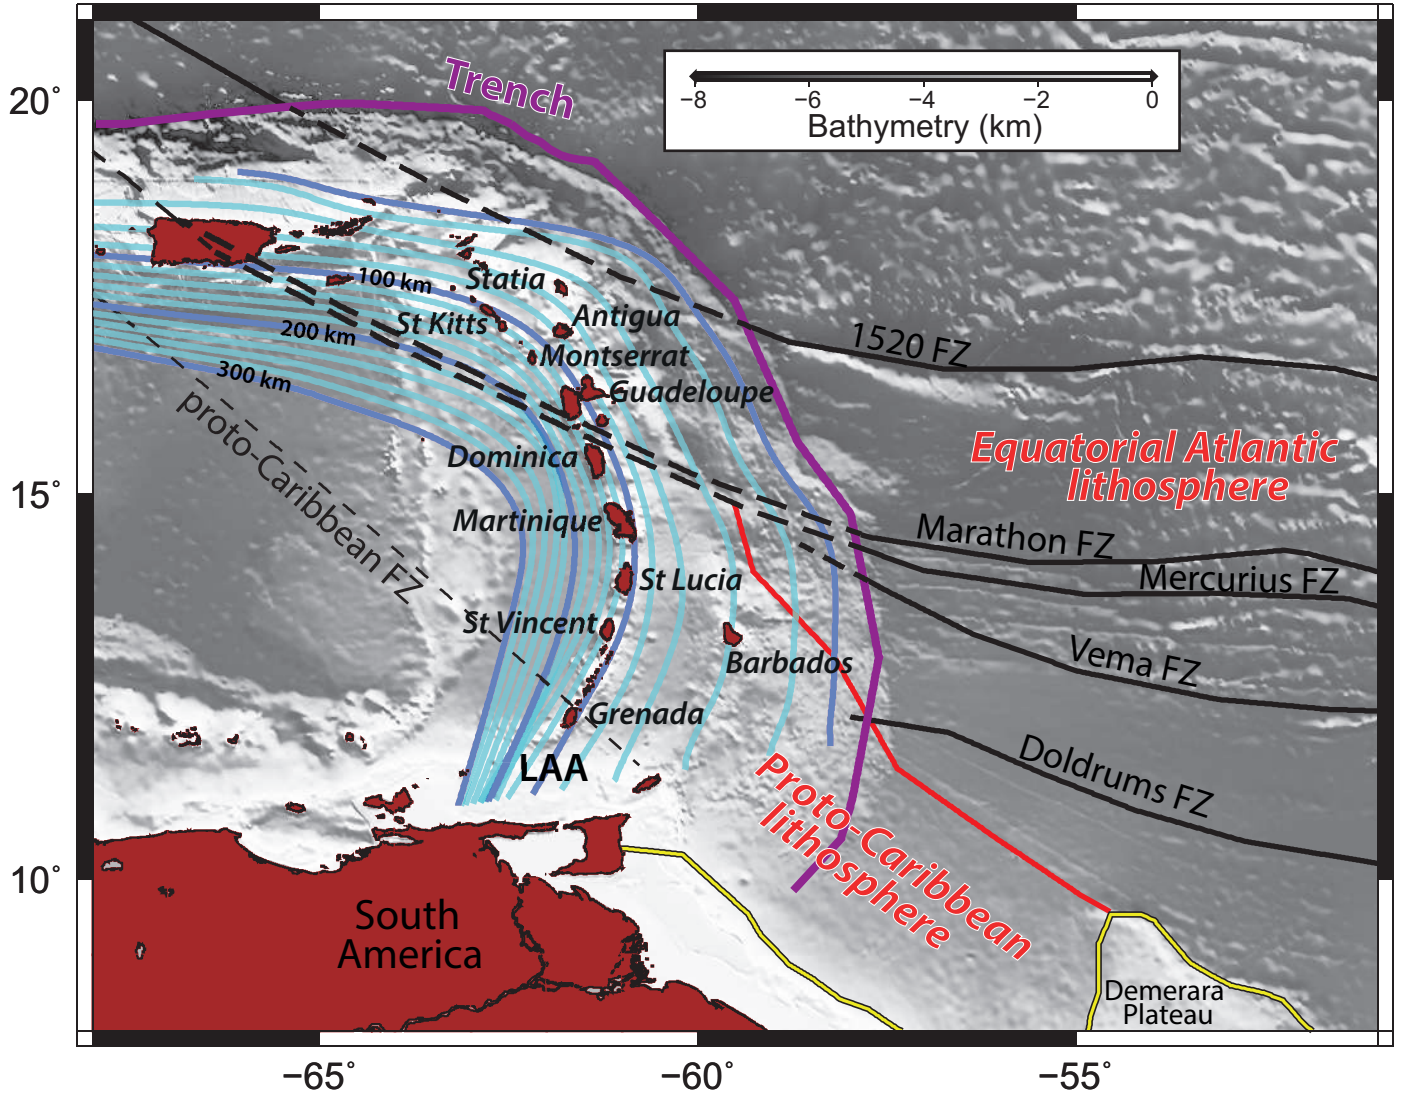 20°
15°
10°
−65°
−60°
−55°
Trench
−8 −6 −4 −2 0
Bathymetry (km)
100 km
200 km
300 km
Statia
St Kitts
Antigua
Montserrat
Guadeloupe
Dominica
Martinique
St Lucia
St Vincent
Barbados
Grenada
LAA
proto-Caribbean FZ
1520 FZ
Equatorial Atlantic
lithosphere
Marathon FZ
Mercurius FZ
Vema FZ
Doldrums FZ
Proto-Caribbean
lithosphere
South
America
Demerara
Plateau